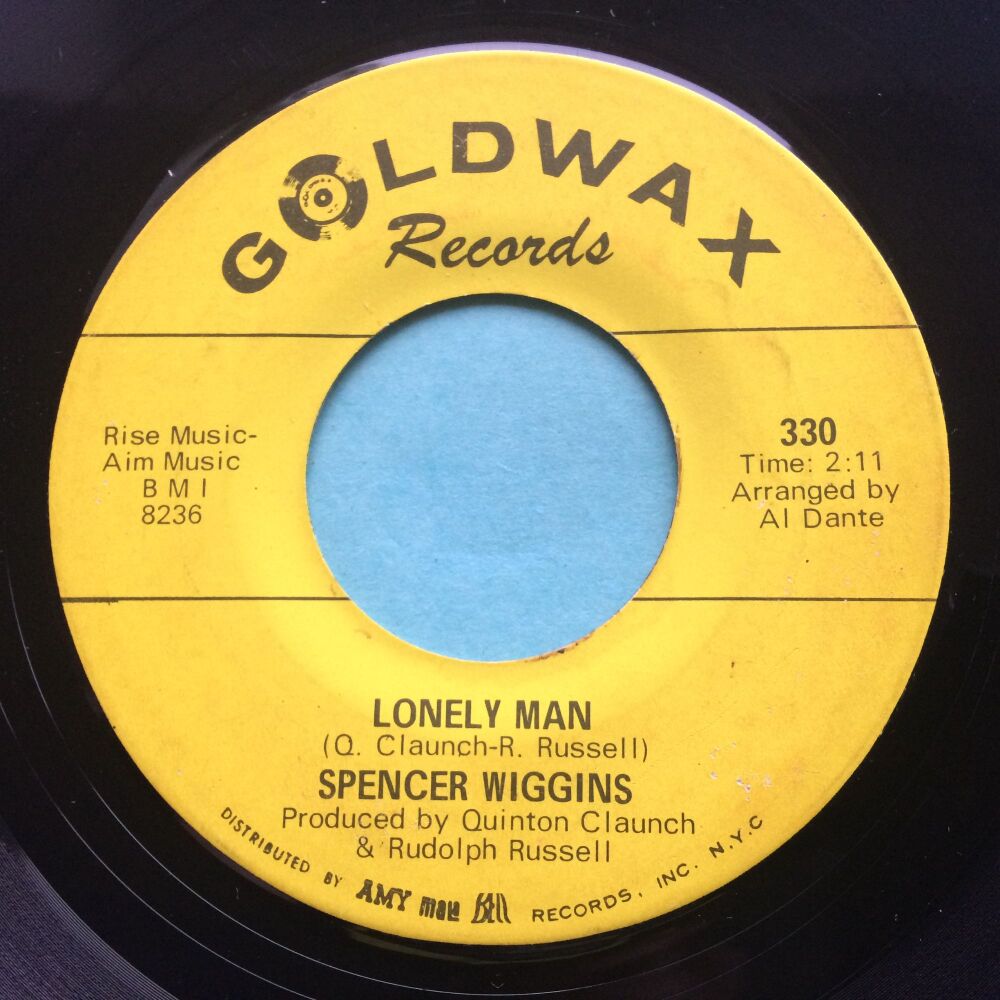 GOLDWAX
Records
Rise Music-
Aim Music
B M I
8236
330
Time: 2:11
Arranged by
Al Dante
LONELY MAN
(Q. Claunch-R. Russell)
SPENCER WIGGINS
Produced by Quinton Claunch
& Rudolph Russell
DISTRIBUTED BY AMY mala Bell RECORDS, INC. N.Y.C